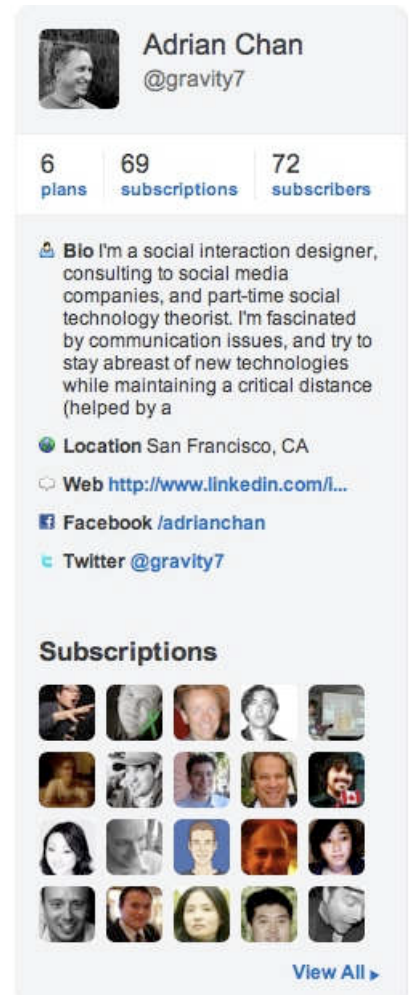 Adrian Chan
@gravity7
6 69 72
plans subscriptions subscribers
Bio I'm a social interaction designer,
consulting to social media
companies, and part-time social
technology theorist. I'm fascinated
by communication issues, and try to
stay abreast of new technologies
while maintaining a critical distance
(helped by a
Location San Francisco, CA
Web http://www.linkedin.com/i...
Facebook /adrianchan
Twitter @gravity7
Subscriptions
View All